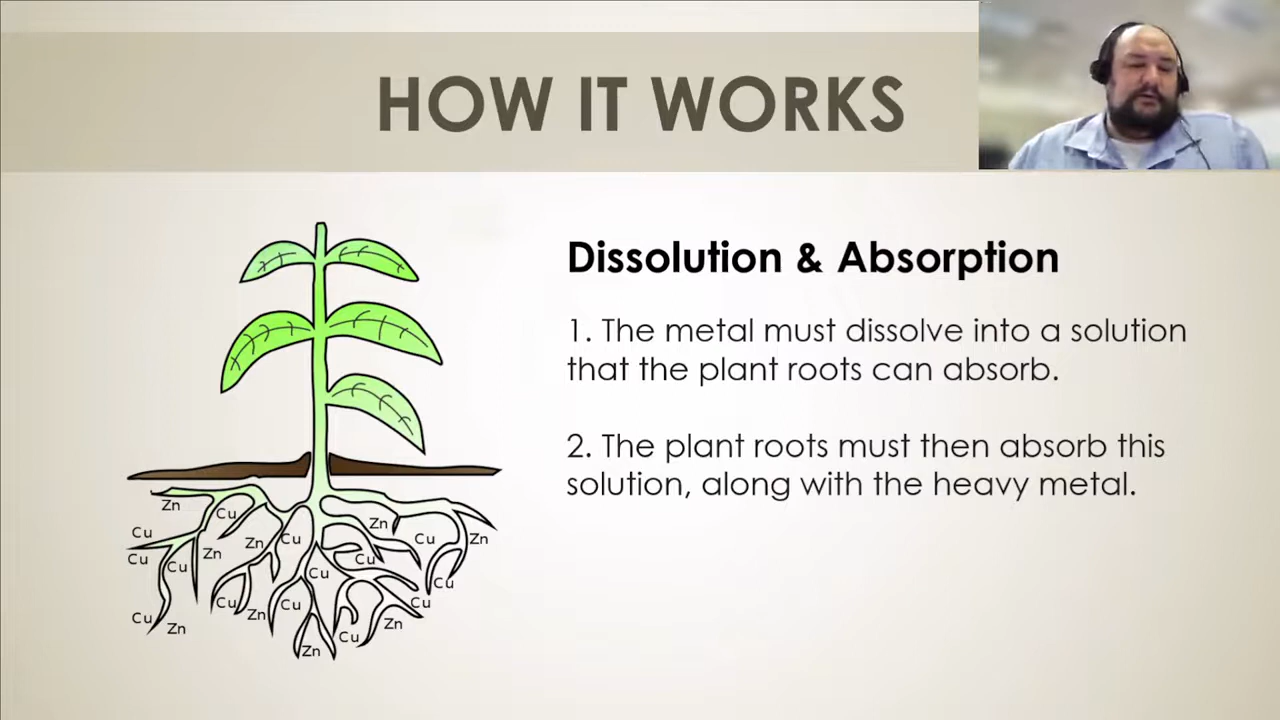 HOW IT WORKS
Dissolution & Absorption
1. The metal must dissolve into a solution
that the plant roots can absorb.
2. The plant roots must then absorb this
solution, along with the heavy metal.
Zn
Cu
Zn
Cu
Cu
Zn
Cu
Zn
Cu
Zn
Cu
Cu
Cu
Cu
Cu
Cu
Zn
Cu
Cu
Cu
Zn
Zn
Cu
Zn